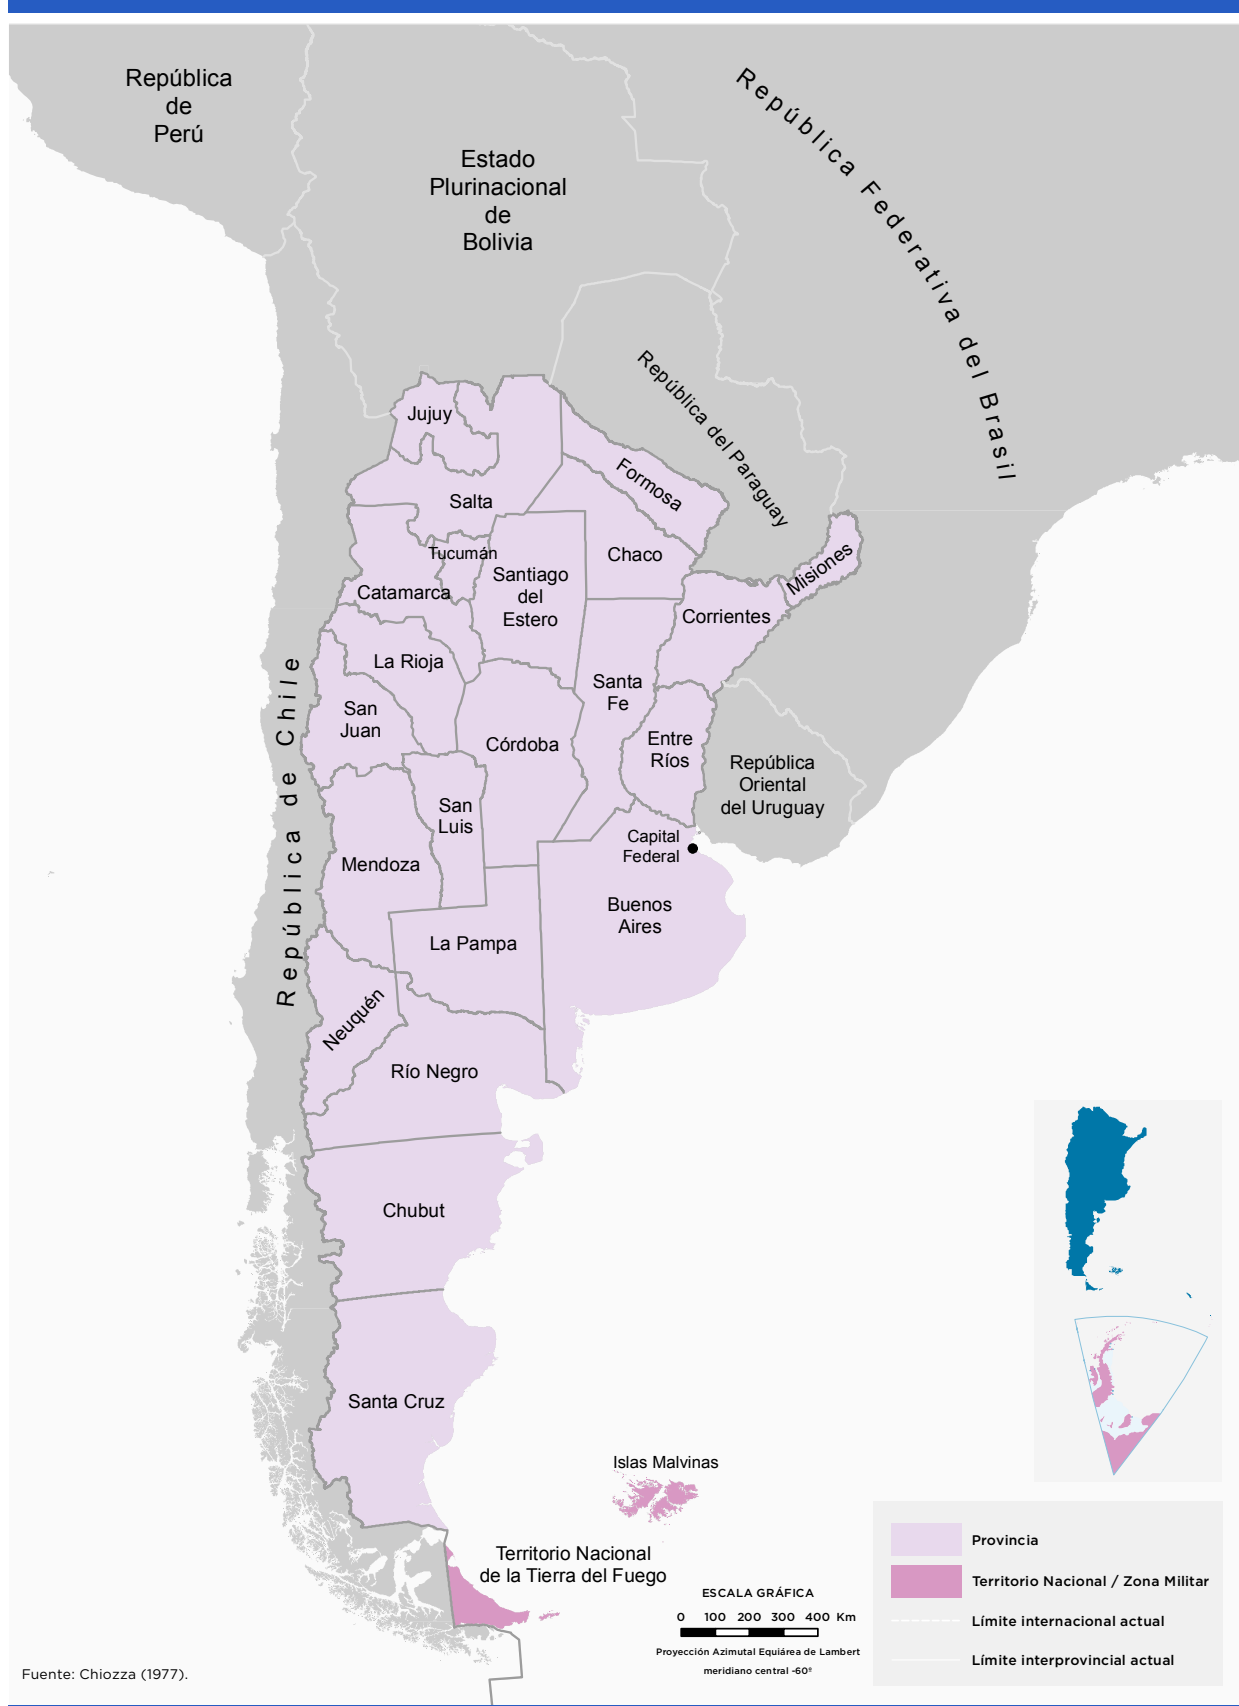 República
de
Perú
Estado
Plurinacional
de
Bolivia
República Federativa del Brasil
República del Paraguay
Jujuy
Formosa
Salta
Tucumán
Chaco
Misiones
Santiago
del
Estero
Catamarca
Corrientes
La Rioja
Santa
Fe
San
Juan
Córdoba
Entre
Ríos
República
Oriental
del Uruguay
República de Chile
San
Luis
Capital
Federal
Mendoza
Buenos
Aires
La Pampa
Neuquén
Río Negro
Chubut
Santa Cruz
Islas Malvinas
Territorio Nacional
de la Tierra del Fuego
ESCALA GRÁFICA
0 100 200 300 400 Km
Proyección Azimutal Equiárea de Lambert
meridiano central -60º
Provincia
Territorio Nacional / Zona Militar
Límite internacional actual
Límite interprovincial actual
Fuente: Chiozza (1977).